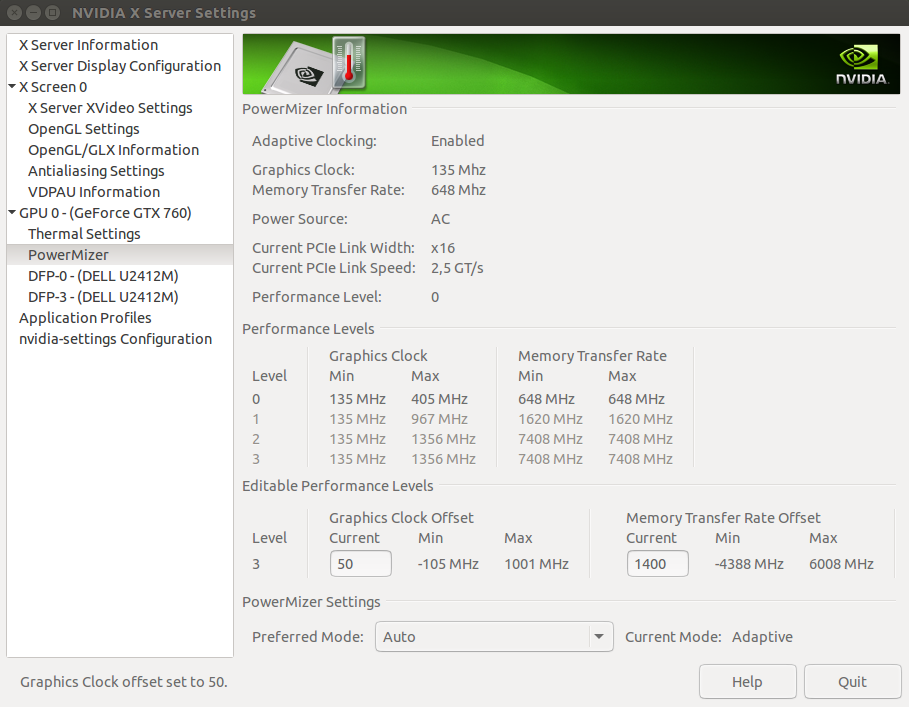 NVIDIA X Server Settings
X Server Information
X Server Display Configuration
X Screen 0
X Server XVideo Settings
OpenGL Settings
OpenGL/GLX Information
Antialiasing Settings
VDPAU Information
GPU 0 - (GeForce GTX 760)
Thermal Settings
PowerMizer
DFP-0 - (DELL U2412M)
DFP-3 - (DELL U2412M)
Application Profiles
nvidia-settings Configuration
NVIDIA.
PowerMizer Information
Adaptive Clocking: Enabled
Graphics Clock: 135 Mhz
Memory Transfer Rate: 648 Mhz
Power Source: AC
Current PCIe Link Width: x16
Current PCIe Link Speed: 2,5 GT/s
Performance Level: 0
Performance Levels
Graphics Clock Memory Transfer Rate
Level Min Max Min Max
0 135 MHz 405 MHz 648 MHz 648 MHz
1 135 MHz 967 MHz 1620 MHz 1620 MHz
2 135 MHz 1356 MHz 7408 MHz 7408 MHz
3 135 MHz 1356 MHz 7408 MHz 7408 MHz
Editable Performance Levels
Graphics Clock Offset Memory Transfer Rate Offset
Level Current Min Max Current Min Max
3 50 -105 MHz 1001 MHz 1400 -4388 MHz 6008 MHz
PowerMizer Settings
Preferred Mode: Auto Current Mode: Adaptive
Graphics Clock offset set to 50.
Help Quit